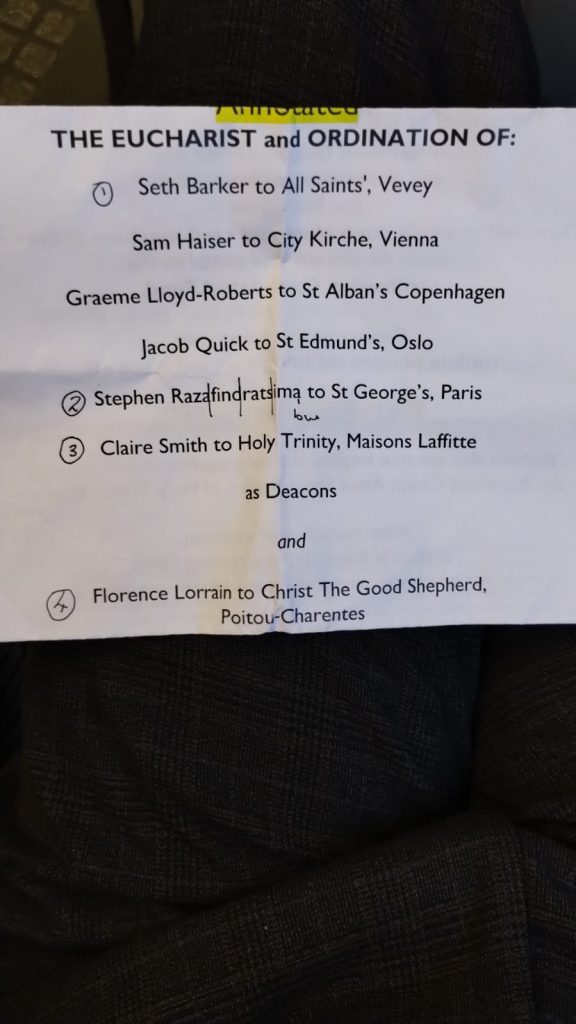 Annotated
THE EUCHARIST and ORDINATION OF:
① Seth Barker to All Saints', Vevey
Sam Haiser to City Kirche, Vienna
Graeme Lloyd-Roberts to St Alban's Copenhagen
Jacob Quick to St Edmund's, Oslo
② Stephen Razafindratsima to St George's, Paris
③ Claire Smith to Holy Trinity, Maisons Laffitte
as Deacons
and
④ Florence Lorrain to Christ The Good Shepherd,
Poitou-Charentes